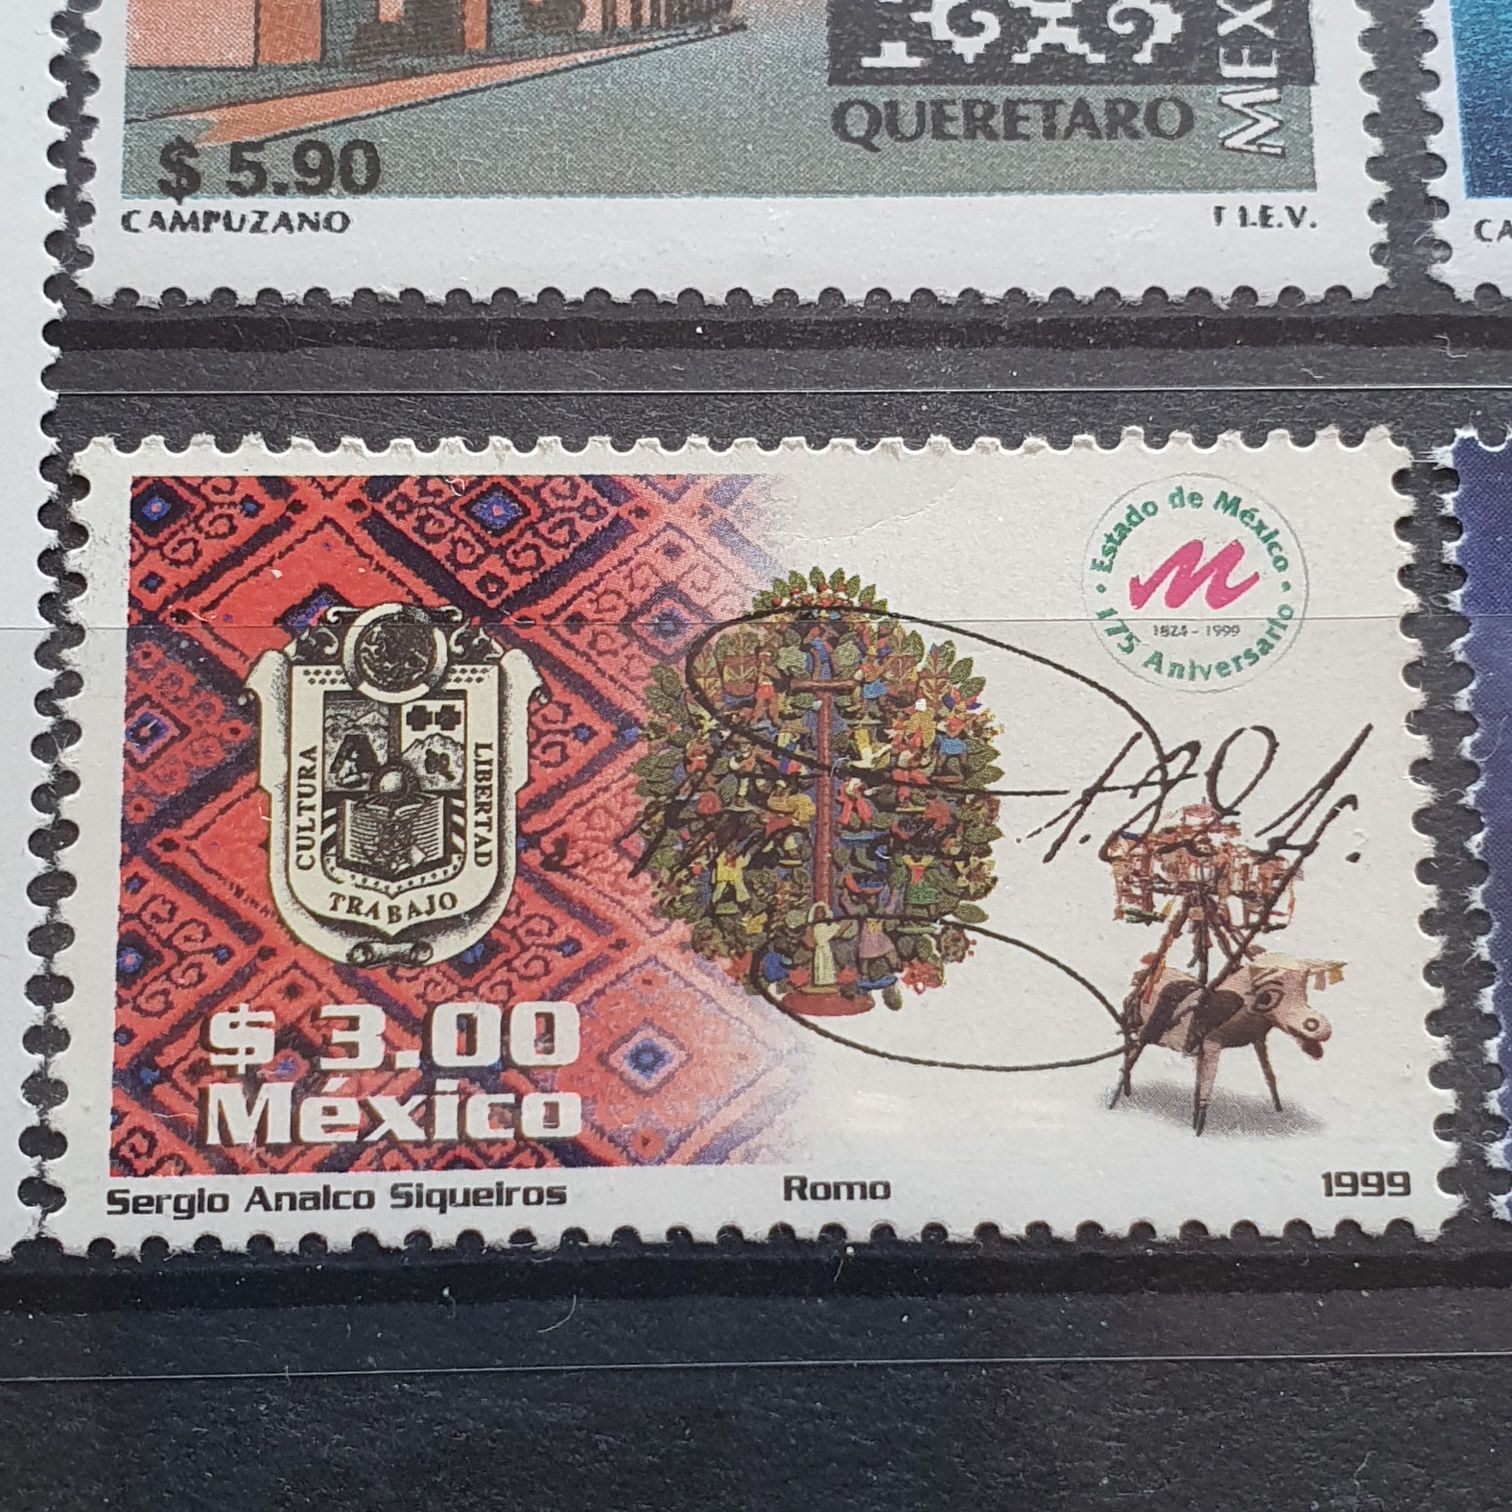 MEX
QUERETARO
$ 5.90
CAMPUZANO
T.I.E.V.
CA
Estado de México
175 Aniversario
1824 - 1999
CULTURA
LIBERTAD
TRABAJO
$ 3.00
México
Sergio Analco Siqueiros
Romo
1999